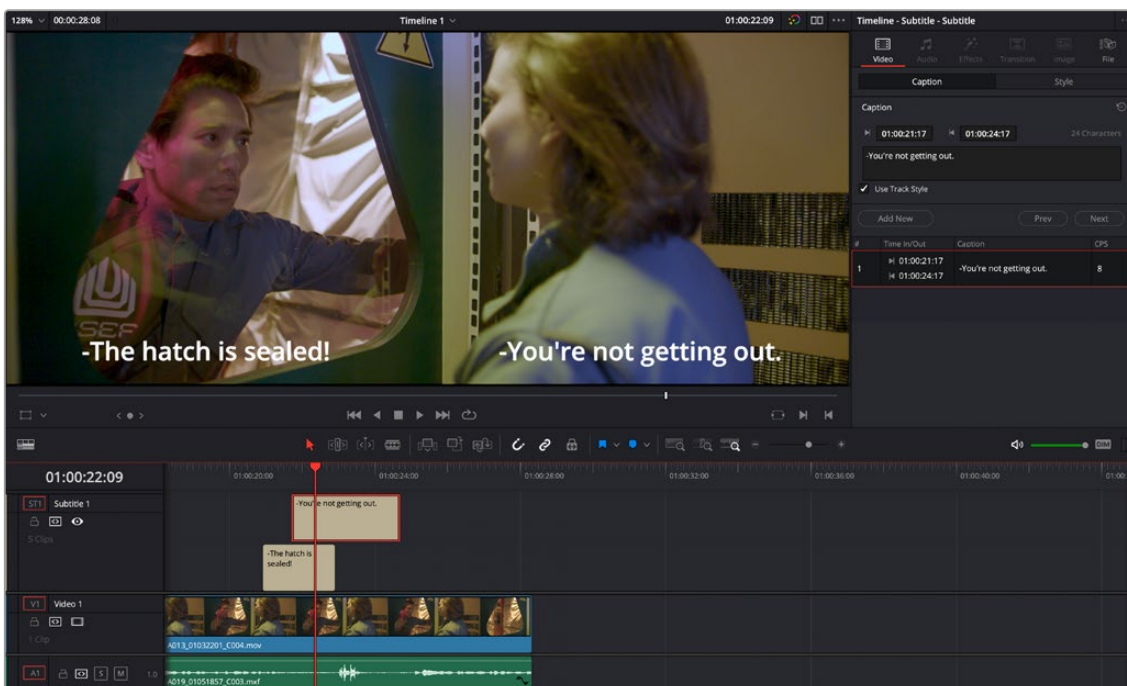 128% 00:00:28:08 Timeline 1 01:00:22:09 Timeline - Subtitle - Subtitle
Video Audio Effects Transition Image File
Caption Style
Caption
01:00:21:17 01:00:24:17 24 Characters
-You're not getting out.
Use Track Style
Add New Prev Next
# Time In/Out Caption CPS
1 01:00:21:17 -You're not getting out. 8
01:00:24:17
SEF
-The hatch is sealed! -You're not getting out.
DIM
01:00:22:09 01:00:20:00 01:00:24:00 01:00:28:00 01:00:32:00 01:00:36:00 01:00:40:00
ST1 Subtitle 1 -You're not getting out.
5 Clips
-The hatch is
sealed!
V1 Video 1
1 Clip
A013_01032201_C004.mov
A1 S M 1.0
A019_01051857_C003.mxf